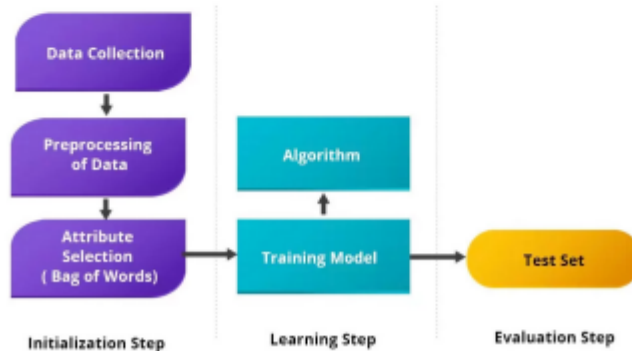 Data Collection
Preprocessing
of Data
Attribute
Selection
( Bag of Words)
Initialization Step
Algorithm
Training Model
Learning Step
Test Set
Evaluation Step